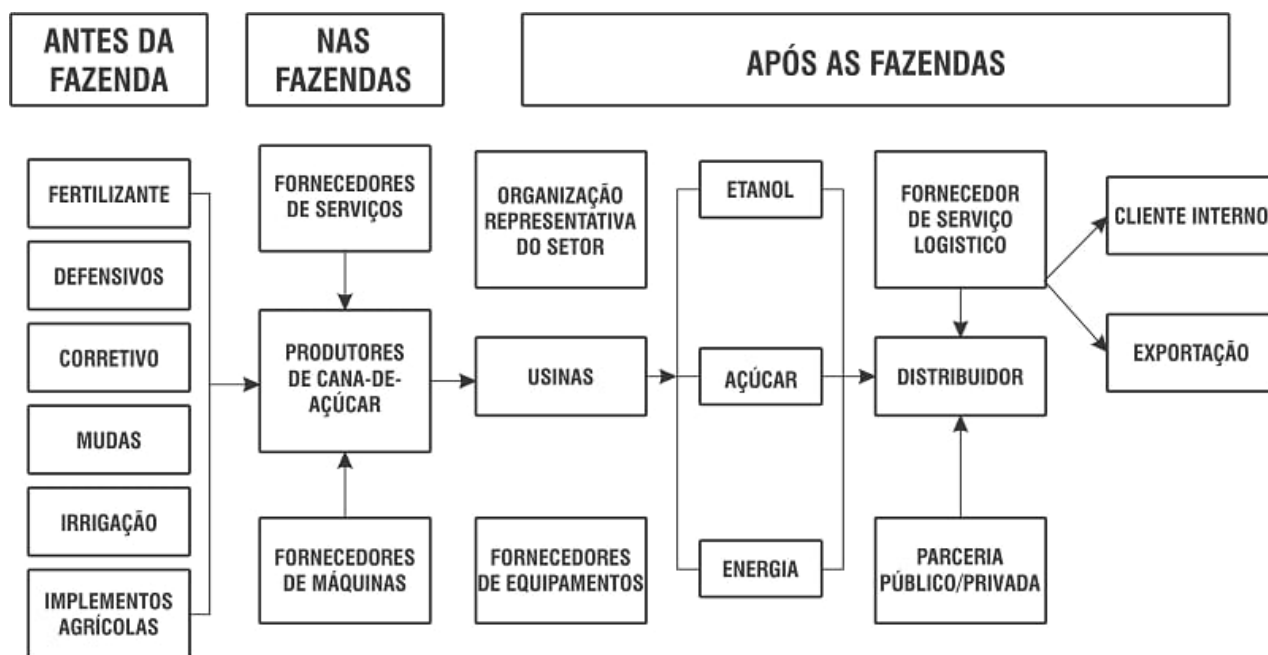 ANTES DA
FAZENDA
NAS
FAZENDAS
APÓS AS FAZENDAS
FERTILIZANTE
DEFENSIVOS
CORRETIVO
MUDAS
IRRIGAÇÃO
IMPLEMENTOS
AGRÍCOLAS
FORNECEDORES
DE SERVIÇOS
PRODUTORES
DE CANA-DE-
AÇÚCAR
FORNECEDORES
DE MÁQUINAS
ORGANIZAÇÃO
REPRESENTATIVA
DO SETOR
USINAS
FORNECEDORES
DE EQUIPAMENTOS
ETANOL
AÇÚCAR
ENERGIA
FORNECEDOR
DE SERVIÇO
LOGISTICO
DISTRIBUIDOR
PARCERIA
PÚBLICO/PRIVADA
CLIENTE INTERNO
EXPORTAÇÃO